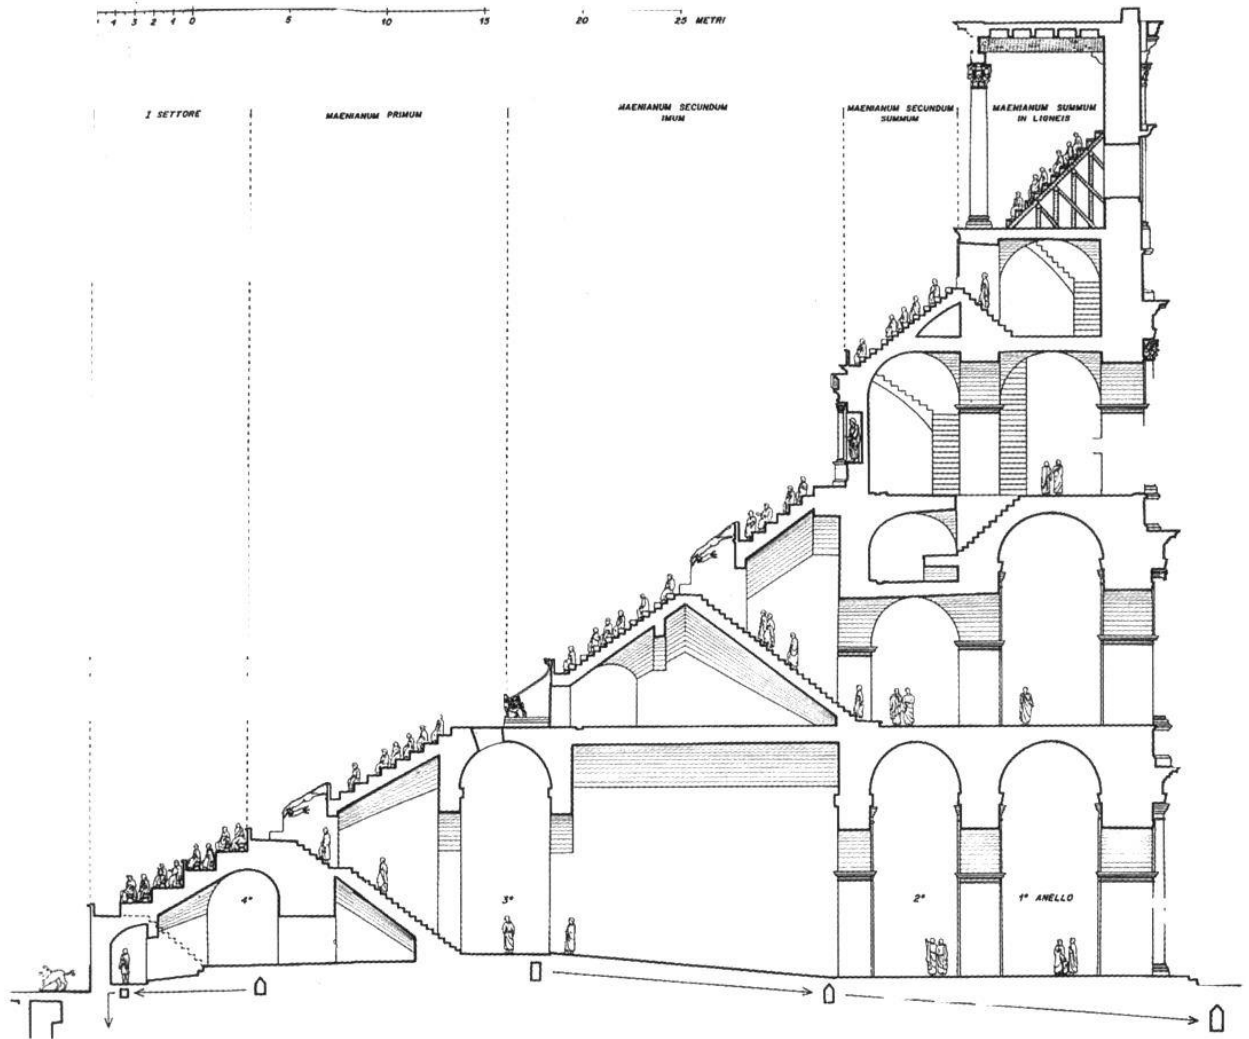 5 4 3 2 1 0 5 10 15 20 25 METRI
I SETTORE
MAENIANUM PRIMUM
MAENIANUM SECUNDUM
IMUM
MAENIANUM SECUNDUM
SUMMUM
MAENIANUM SUMMUM
IN LIGNEIS
4°
3°
2°
1° ANELLO